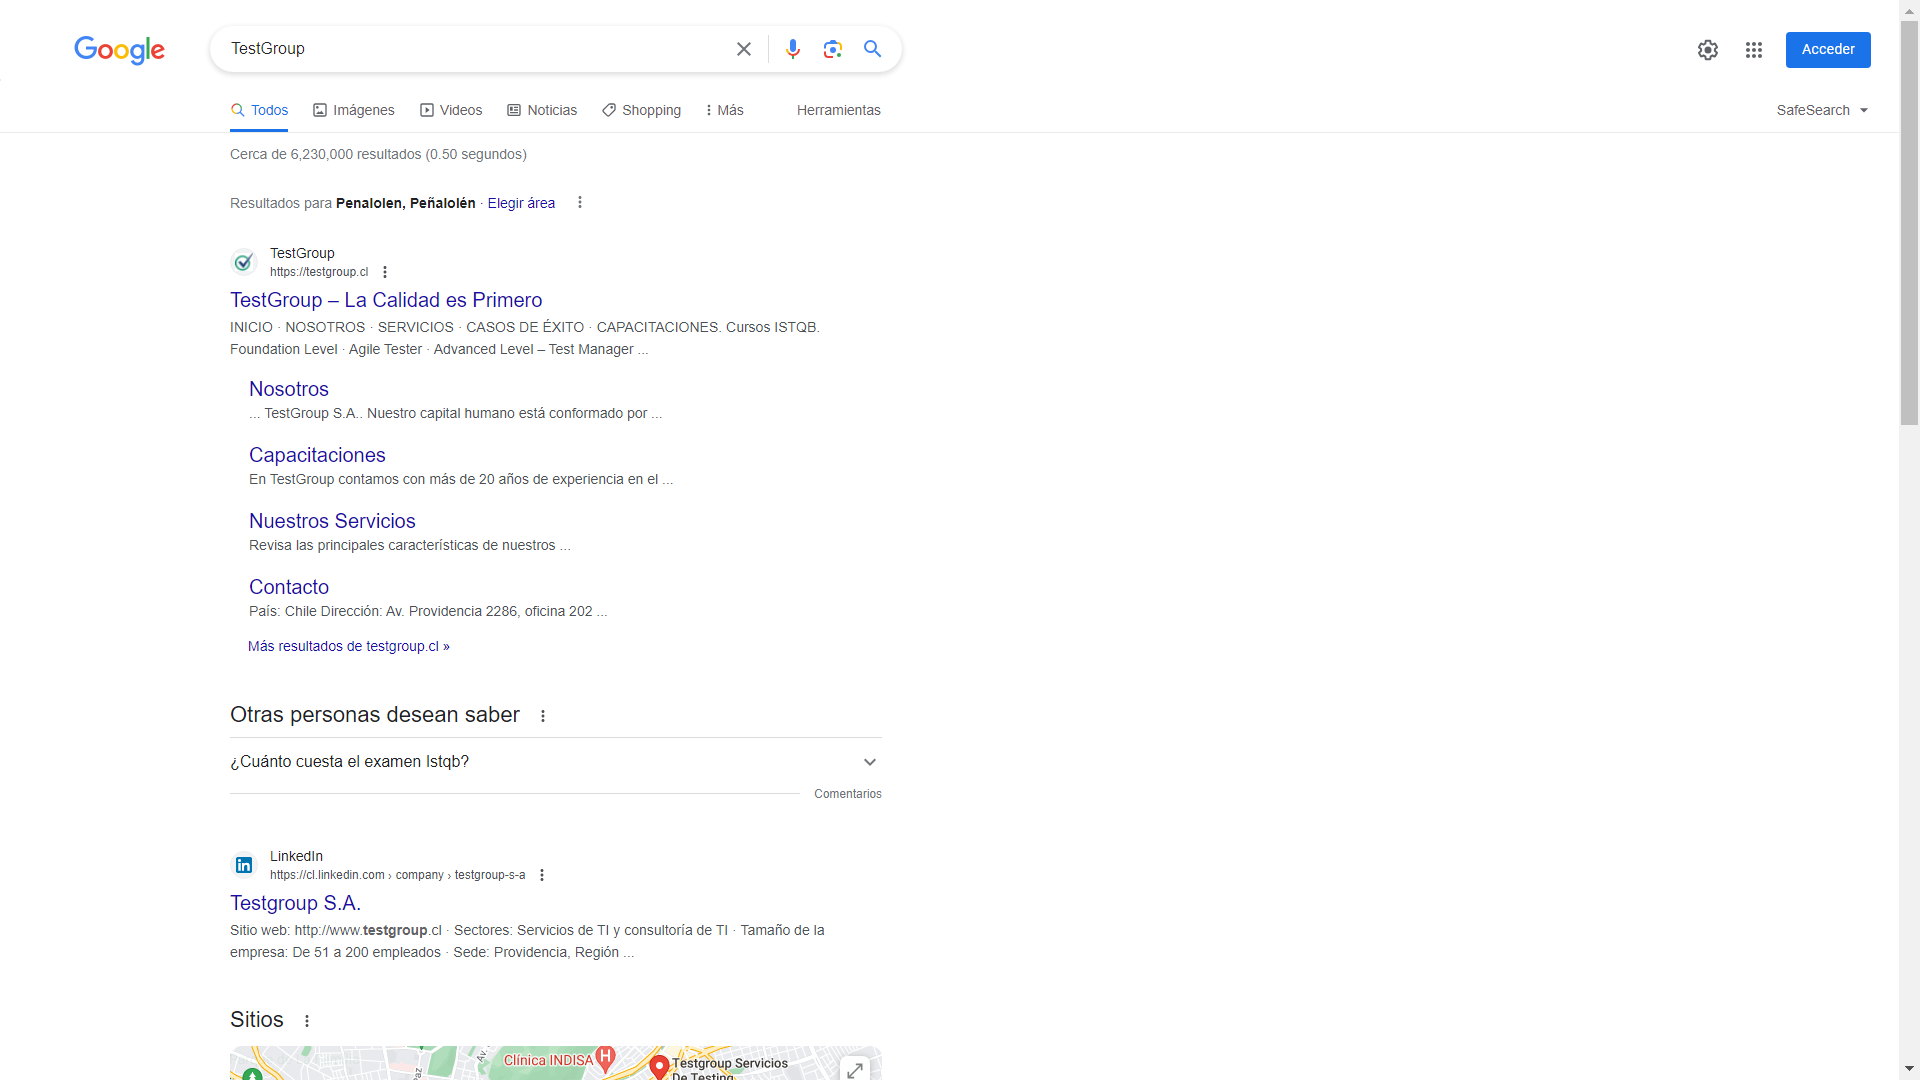 Google
TestGroup
Acceder
Todos
Imágenes
Videos
Noticias
Shopping
Más
Herramientas
SafeSearch
Cerca de 6,230,000 resultados (0.50 segundos)
Resultados para Penalolen, Peñalolén · Elegir área
TestGroup
https://testgroup.cl
TestGroup – La Calidad es Primero
INICIO · NOSOTROS · SERVICIOS · CASOS DE ÉXITO · CAPACITACIONES. Cursos ISTQB.
Foundation Level · Agile Tester · Advanced Level – Test Manager ...
Nosotros
... TestGroup S.A.. Nuestro capital humano está conformado por ...
Capacitaciones
En TestGroup contamos con más de 20 años de experiencia en el ...
Nuestros Servicios
Revisa las principales características de nuestros ...
Contacto
País: Chile Dirección: Av. Providencia 2286, oficina 202 ...
Más resultados de testgroup.cl »
Otras personas desean saber
¿Cuánto cuesta el examen Istqb?
Comentarios
LinkedIn
https://cl.linkedin.com › company › testgroup-s-a
Testgroup S.A.
Sitio web: http://www.testgroup.cl · Sectores: Servicios de TI y consultoría de TI · Tamaño de la
empresa: De 51 a 200 empleados · Sede: Providencia, Región ...
Sitios
Clínica INDISA
H
Testgroup Servicios
De Testing
Av.